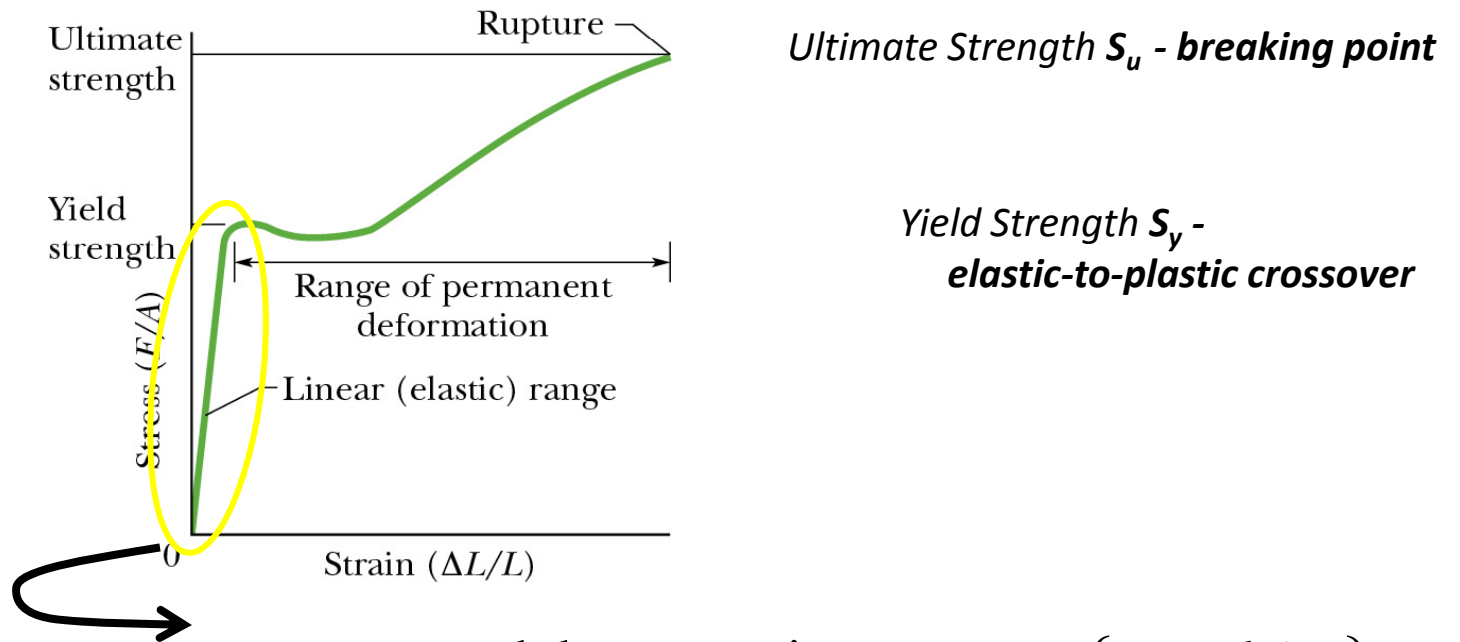 Rupture
Ultimate
strength
Ultimate Strength Su - breaking point
Yield
strength
Yield Strength Sy -
elastic-to-plastic crossover
Range of permanent
deformation
Stress (F/A)
Linear (elastic) range
0
Strain (ΔL/L)